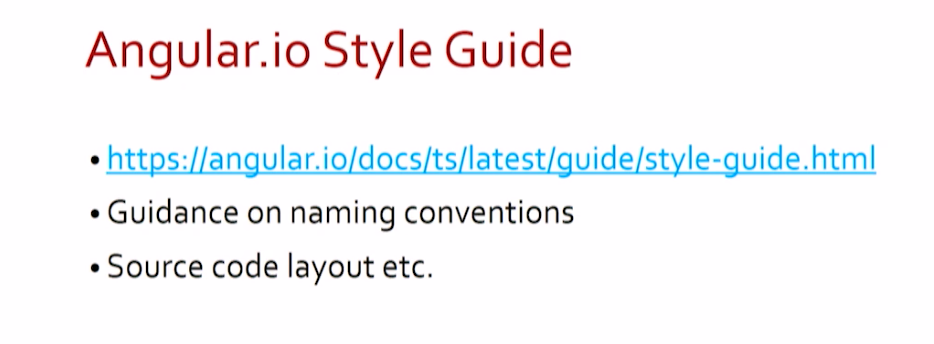 Angular.io Style Guide
• https://angular.io/docs/ts/latest/guide/style-guide.html
• Guidance on naming conventions
• Source code layout etc.